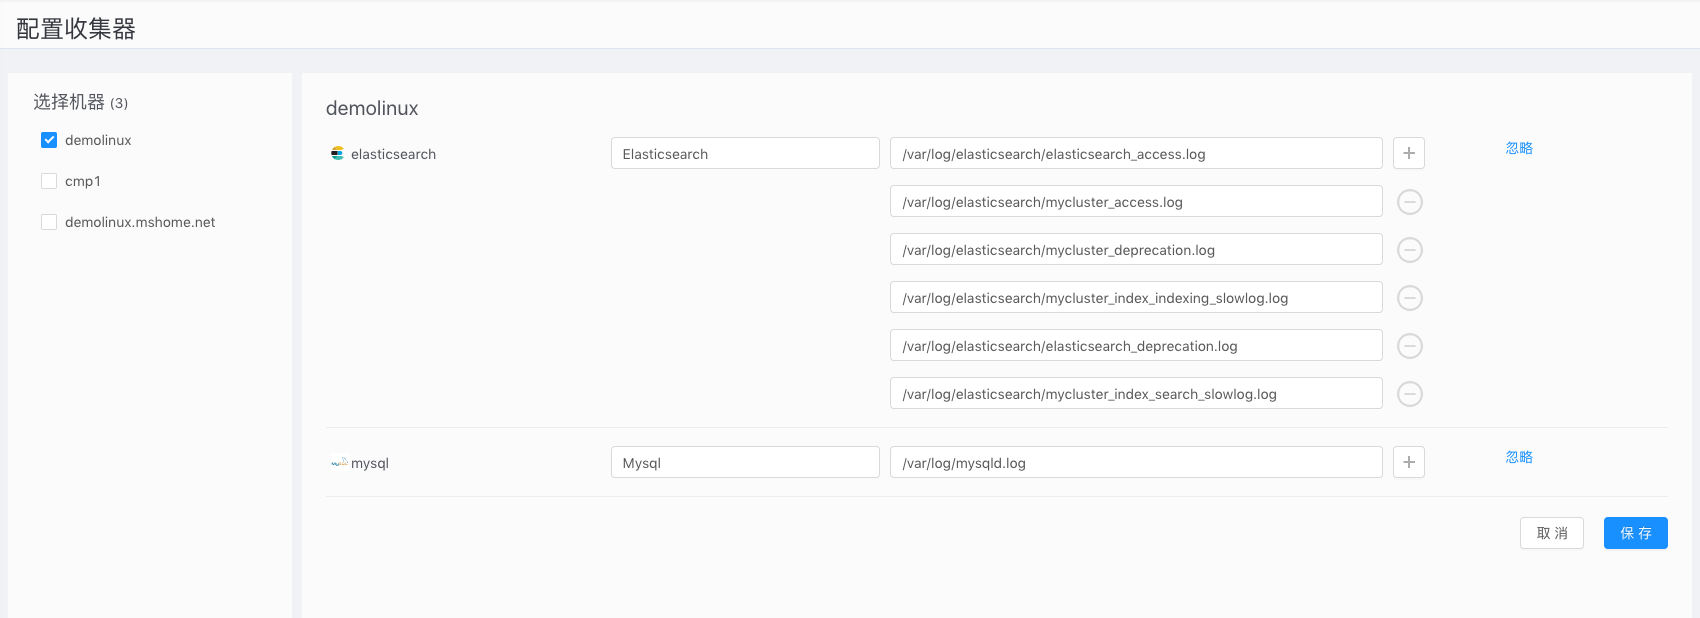 配置收集器
选择机器 (3)
demolinux
cmp1
demolinux.mshome.net
demolinux
elasticsearch
Elasticsearch
/var/log/elasticsearch/elasticsearch_access.log
忽略
/var/log/elasticsearch/mycluster_access.log
/var/log/elasticsearch/mycluster_deprecation.log
/var/log/elasticsearch/mycluster_index_indexing_slowlog.log
/var/log/elasticsearch/elasticsearch_deprecation.log
/var/log/elasticsearch/mycluster_index_search_slowlog.log
mysql
Mysql
/var/log/mysqld.log
忽略
取 消
保 存